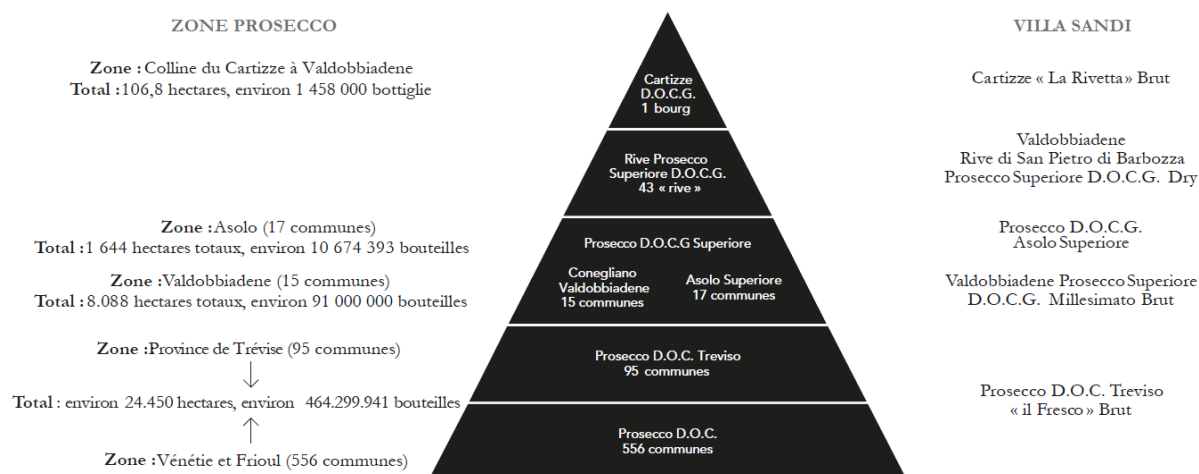 ZONE PROSECCO
Zone :Colline du Cartizze à Valdobbiadene
Total :106,8 hectares, environ 1 458 000 bottiglie
Zone :Asolo (17 communes)
Total :1 644 hectares totaux, environ 10 674 393 bouteilles
Zone :Valdobbiadene (15 communes)
Total :8.088 hectares totaux, environ 91 000 000 bouteilles
Zone :Province de Trévise (95 communes)
Total : environ 24.450 hectares, environ 464.299.941 bouteilles
Zone :Vénétie et Frioul (556 communes)
Cartizze
D.O.C.G.
1 bourg
Rive Prosecco
Superiore D.O.C.G.
43 « rive »
Prosecco D.O.C.G Superiore
Conegliano
Valdobbiadene
15 communes
Asolo Superiore
17 communes
Prosecco D.O.C. Treviso
95 communes
Prosecco D.O.C.
556 communes
VILLA SANDI
Cartizze « La Rivetta» Brut
Valdobbiadene
Rive di San Pietro di Barbozza
Prosecco Superiore D.O.C.G. Dry
Prosecco D.O.C.G.
Asolo Superiore
Valdobbiadene Prosecco Superiore
D.O.C.G. Millesimato Brut
Prosecco D.O.C. Treviso
« il Fresco » Brut